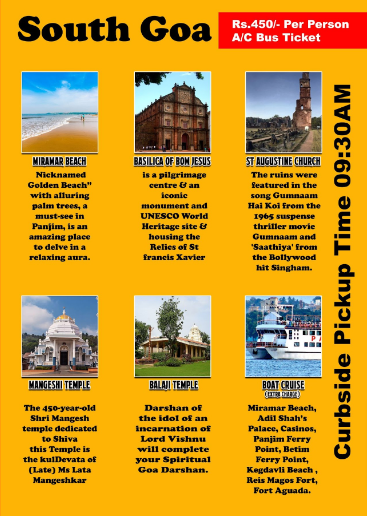 South Goa
Rs.450/- Per Person
A/C Bus Ticket
Curbside Pickup Time 09:30AM
MIRAMAR BEACH
Nicknamed
Golden Beach"
with alluring
palm trees, a
must-see in
Panjim, is an
amazing place
to delve in a
relaxing aura.
BASILICA OF BOM JESUS
is a pilgrimage
centre & an
iconic
monument and
UNESCO World
Heritage site &
housing the
Relics of St
francis Xavier
ST AUGUSTINE CHURCH
The ruins were
featured in the
song Gumnaam
Hai Koi from the
1965 suspense
thriller movie
Gumnaam and
'Saathiya' from
the Bollywood
hit Singham.
MANGESHI TEMPLE
The 450-year-old
Shri Mangesh
temple dedicated
to Shiva
this Temple is
the kulDevata of
(Late) Ms Lata
Mangeshkar
BALAJI TEMPLE
Darshan of
the idol of an
incarnation of
Lord Vishnu
will complete
your Spiritual
Goa Darshan.
BOAT CRUISE
(EXTRA CHARGE)
Miramar Beach,
Adil Shah's
Palace, Casinos,
Panjim Ferry
Point, Betim
Ferry Point,
Kegdavli Beach ,
Reis Magos Fort,
Fort Aguada.